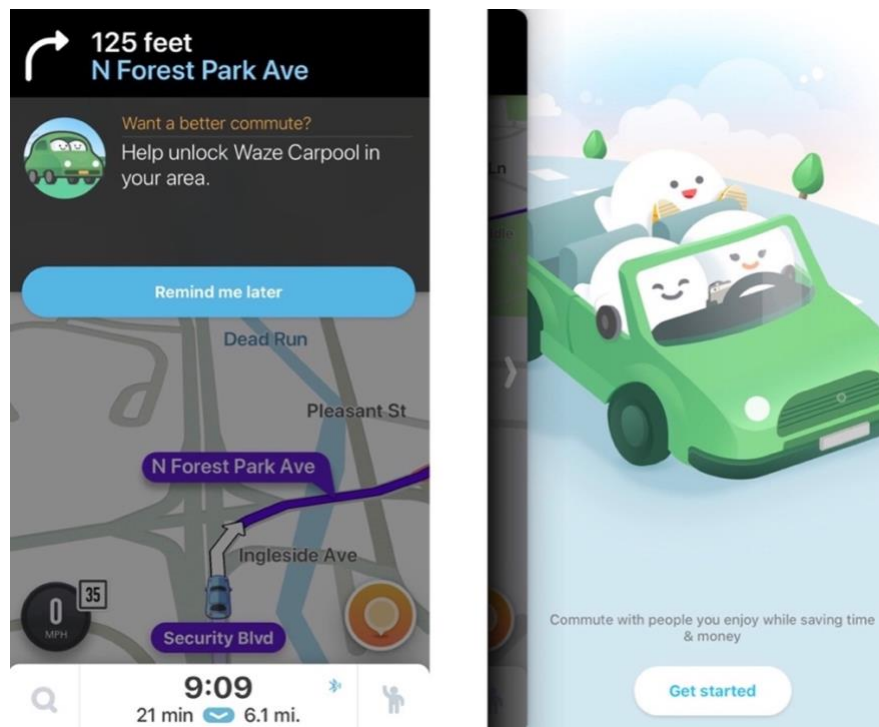 125 feet
N Forest Park Ave
Want a better commute?
Help unlock Waze Carpool in
your area.
Remind me later
Dead Run
Pleasant St
N Forest Park Ave
Ingleside Ave
35
0
MPH
Security Blvd
9:09
21 min 6.1 mi.
Ln
dle
Commute with people you enjoy while saving time
& money
Get started